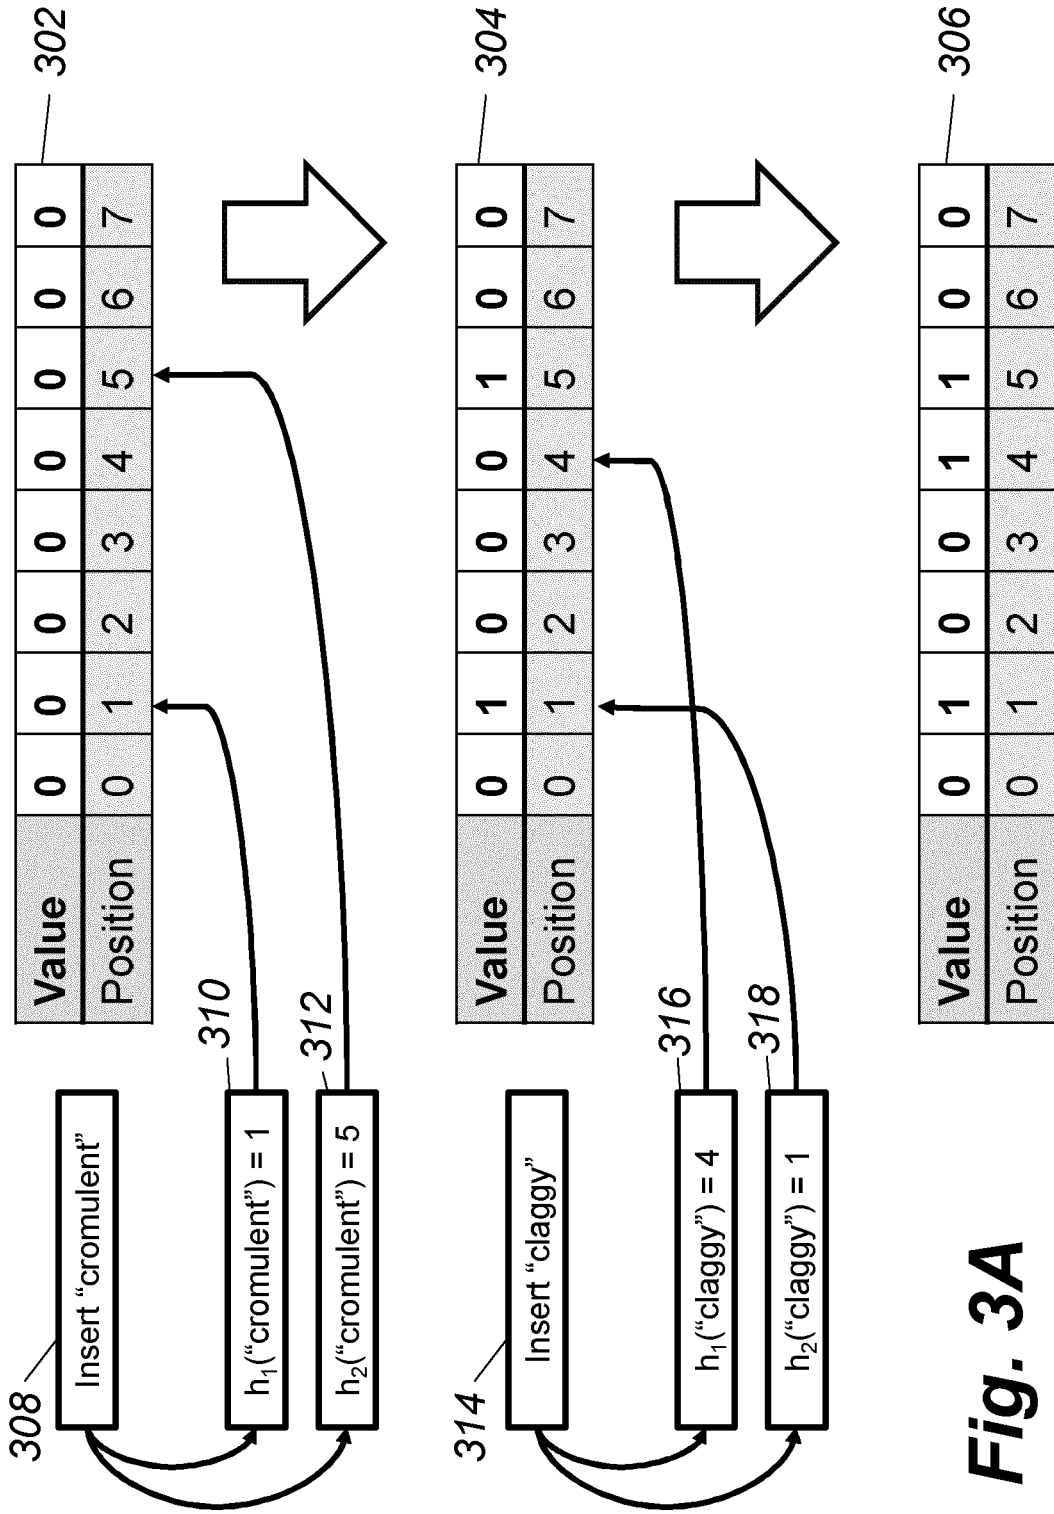 308
Insert “cromulent”
Value 0 0 0 0 0 0 0 0
302
Position 0 1 2 3 4 5 6 7
h₁(“cromulent”) = 1
310
h₂(“cromulent”) = 5
312
314
Insert “claggy”
Value 0 1 0 0 0 1 0 0
304
Position 0 1 2 3 4 5 6 7
h₁(“claggy”) = 4
316
h₂(“claggy”) = 1
318
Value 0 1 0 0 1 1 0 0
306
Position 0 1 2 3 4 5 6 7
Fig. 3A